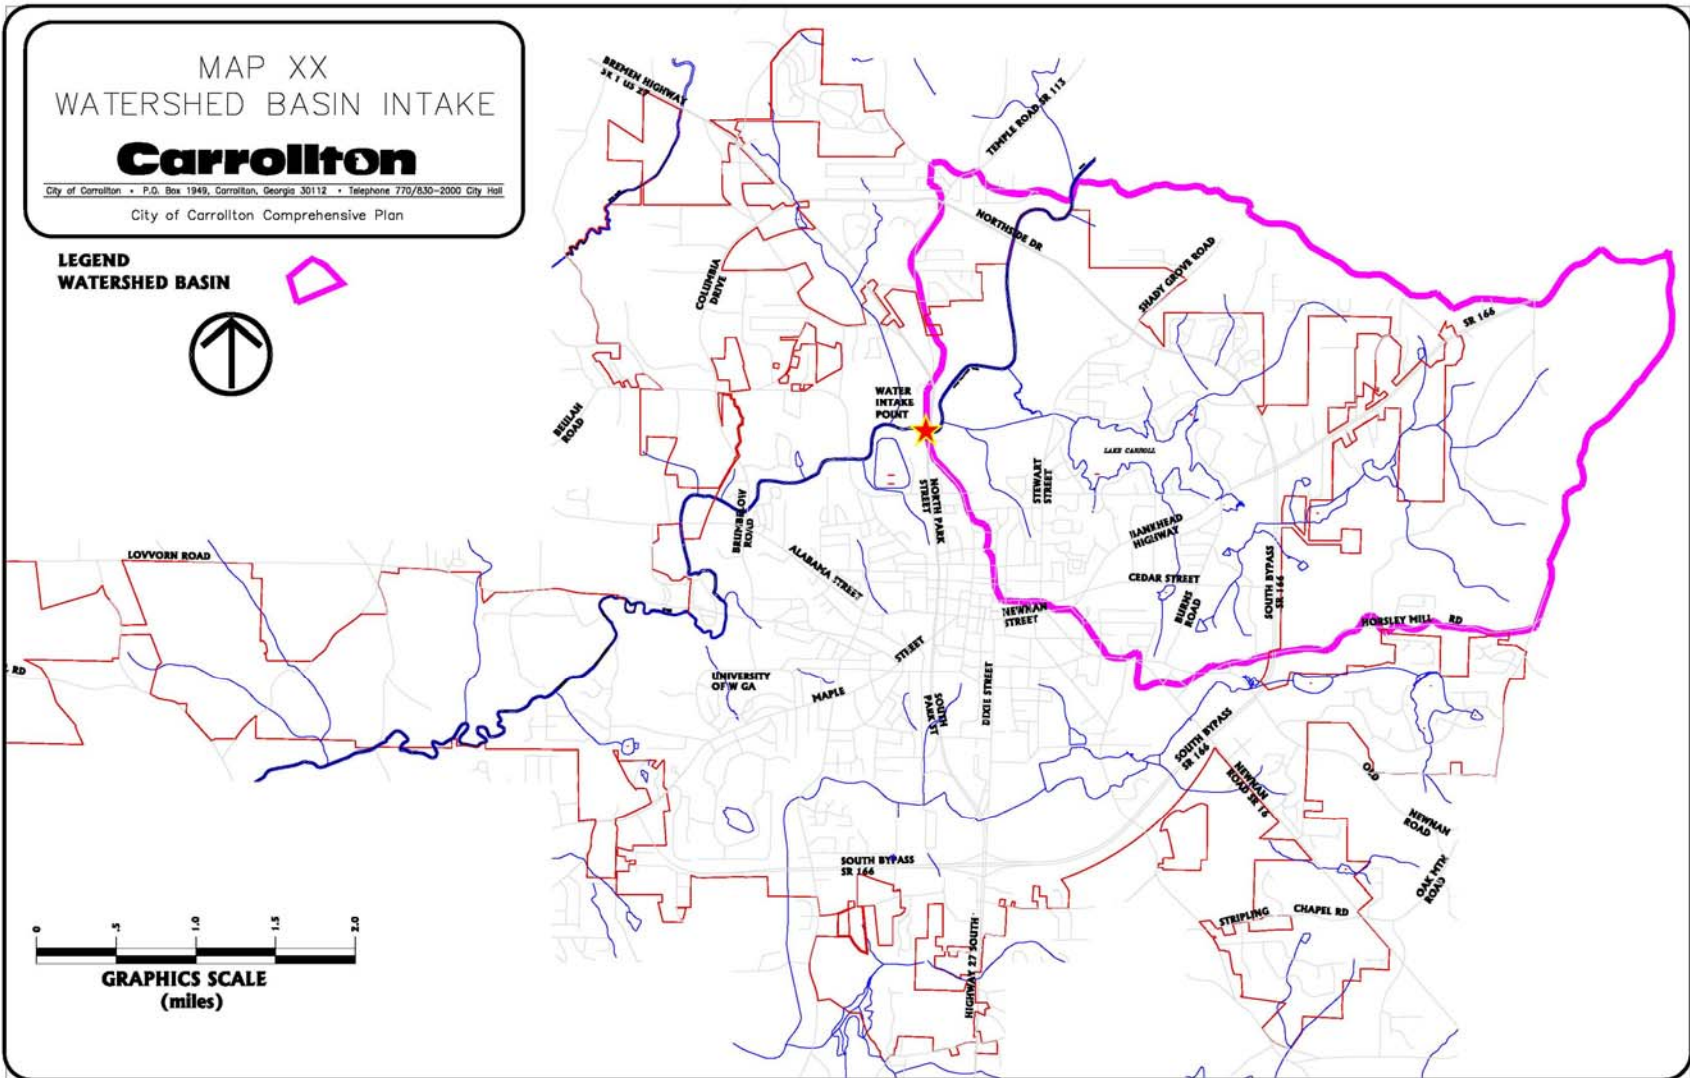 MAP XX
WATERSHED BASIN INTAKE
Carrollton
City of Carrollton • P.O. Box 1949, Carrollton, Georgia 30112 • Telephone 770/830-2000 City Hall
City of Carrollton Comprehensive Plan
LEGEND
WATERSHED BASIN
BREMEN HIGHWAY
SR 1 US 27
TEMPLE ROAD SR 113
NORTHSIDE DR
SHADY GROVE ROAD
COLUMBIA
DRIVE
SR 166
WATER
INTAKE
POINT
BEULAH
ROAD
LAKE CARROLL
STEWART
STREET
NORTH PARK
STREET
BRUMBELOW
ROAD
BANKHEAD
HIGHWAY
LOVVORN ROAD
ALABAMA STREET
CEDAR STREET
BURNS
ROAD
SOUTH BYPASS
SR 166
NEWNAN
STREET
HORSLEY MILL RD
STREET
MAPLE
RD
UNIVERSITY
OF W GA
DIXIE STREET
SOUTH
PARK ST
SOUTH BYPASS
SR 166
NEWNAN
ROAD SR 16
OLD
NEWNAN
ROAD
SOUTH BYPASS
SR 166
OAK MTN
ROAD
STRIPLING CHAPEL RD
HIGHWAY 27 SOUTH
0 .5 1.0 1.5 2.0
GRAPHICS SCALE
(miles)